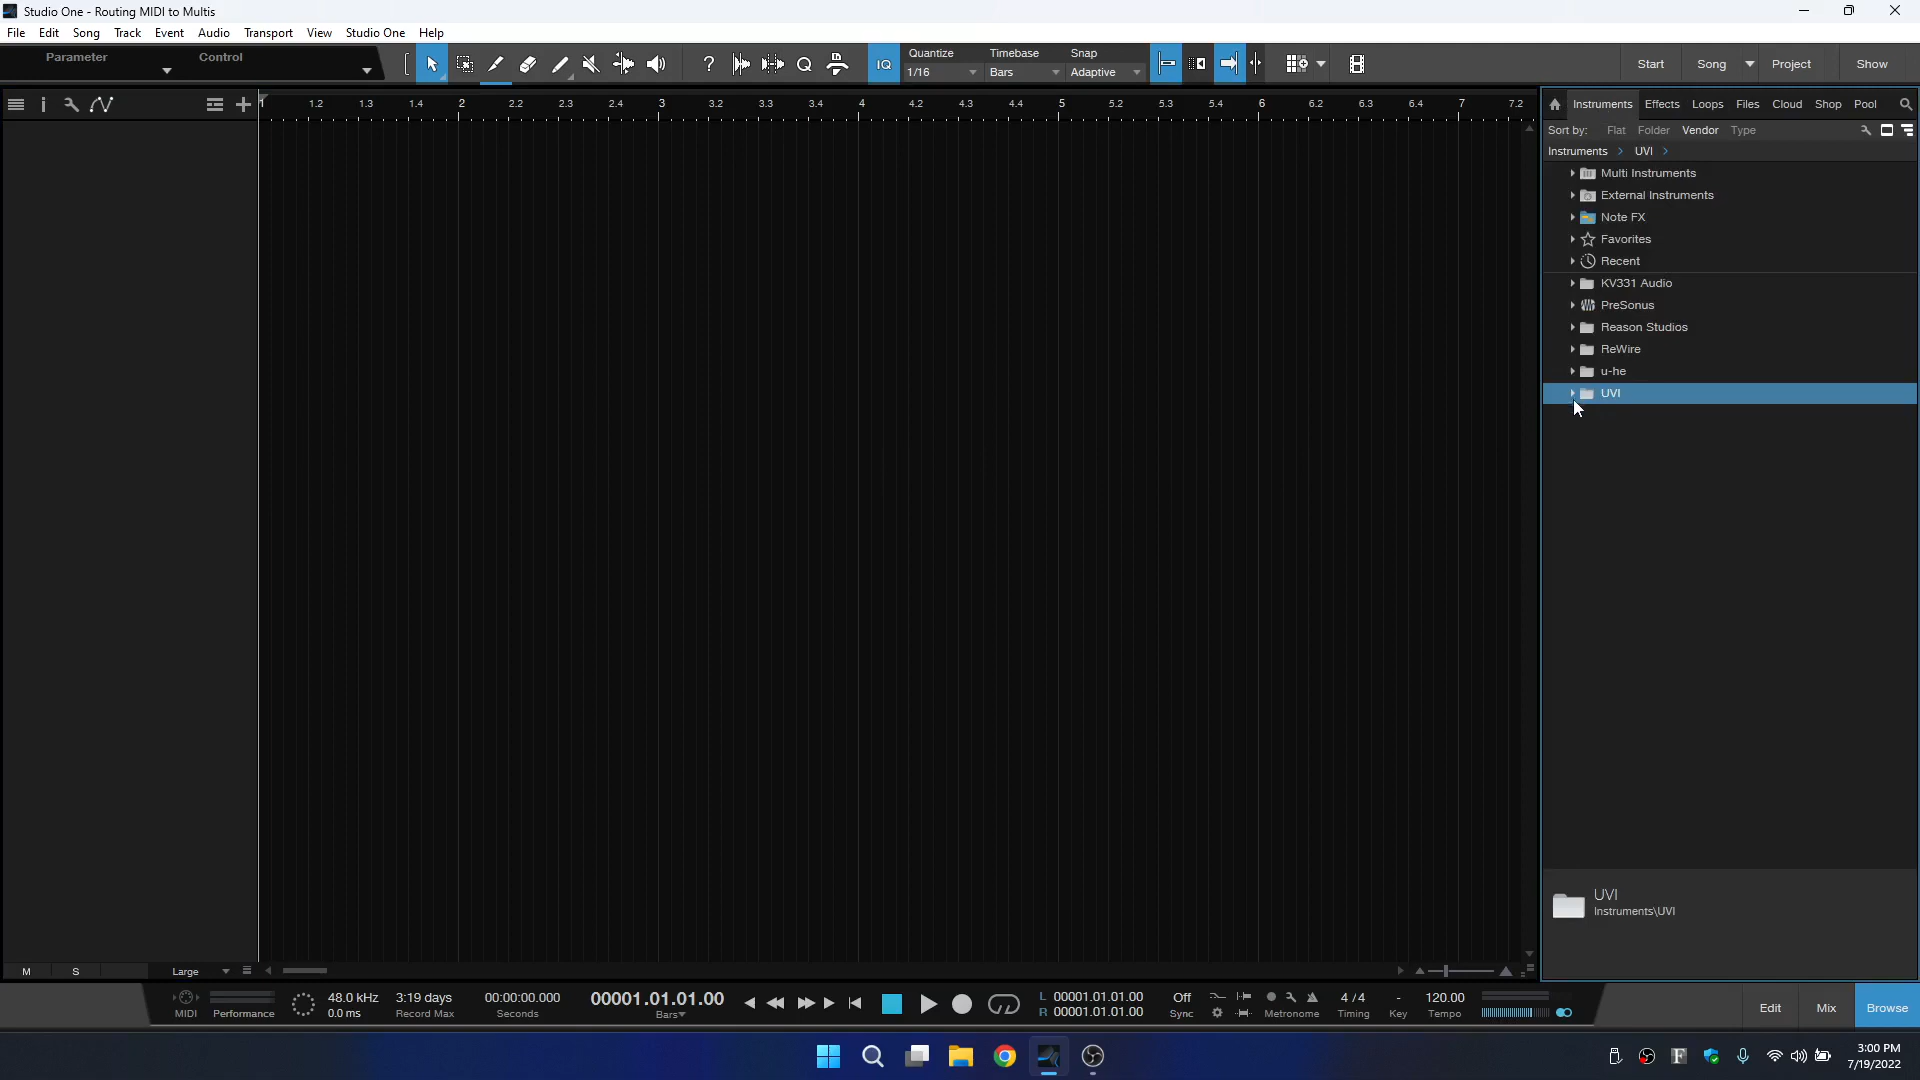 Studio One - Routing MIDI to Multis
File Edit Song Track Event Audio Transport View Studio One Help
Parameter Control
Quantize Timebase Snap
IQ 1/16 Bars Adaptive
Start Song Project Show
1 1.2 1.3 1.4 2 2.2 2.3 2.4 3 3.2 3.3 3.4 4 4.2 4.3 4.4 5 5.2 5.3 5.4 6 6.2 6.3 6.4 7 7.2
Instruments Effects Loops Files Cloud Shop Pool
Sort by: Flat Folder Vendor Type
Instruments UVI
Multi Instruments
External Instruments
Note FX
Favorites
Recent
KV331 Audio
PreSonus
Reason Studios
ReWire
u-he
UVI
UVI
Instruments\UVI
M S Large
48.0 kHz 3:19 days 00:00:00.000 00001.01.01.00 L 00001.01.01.00 Off 4 / 4 - 120.00
MIDI Performance 0.0 ms Record Max Seconds Bars R 00001.01.01.00 Sync Metronome Timing Key Tempo
Edit Mix Browse
3:00 PM
7/19/2022